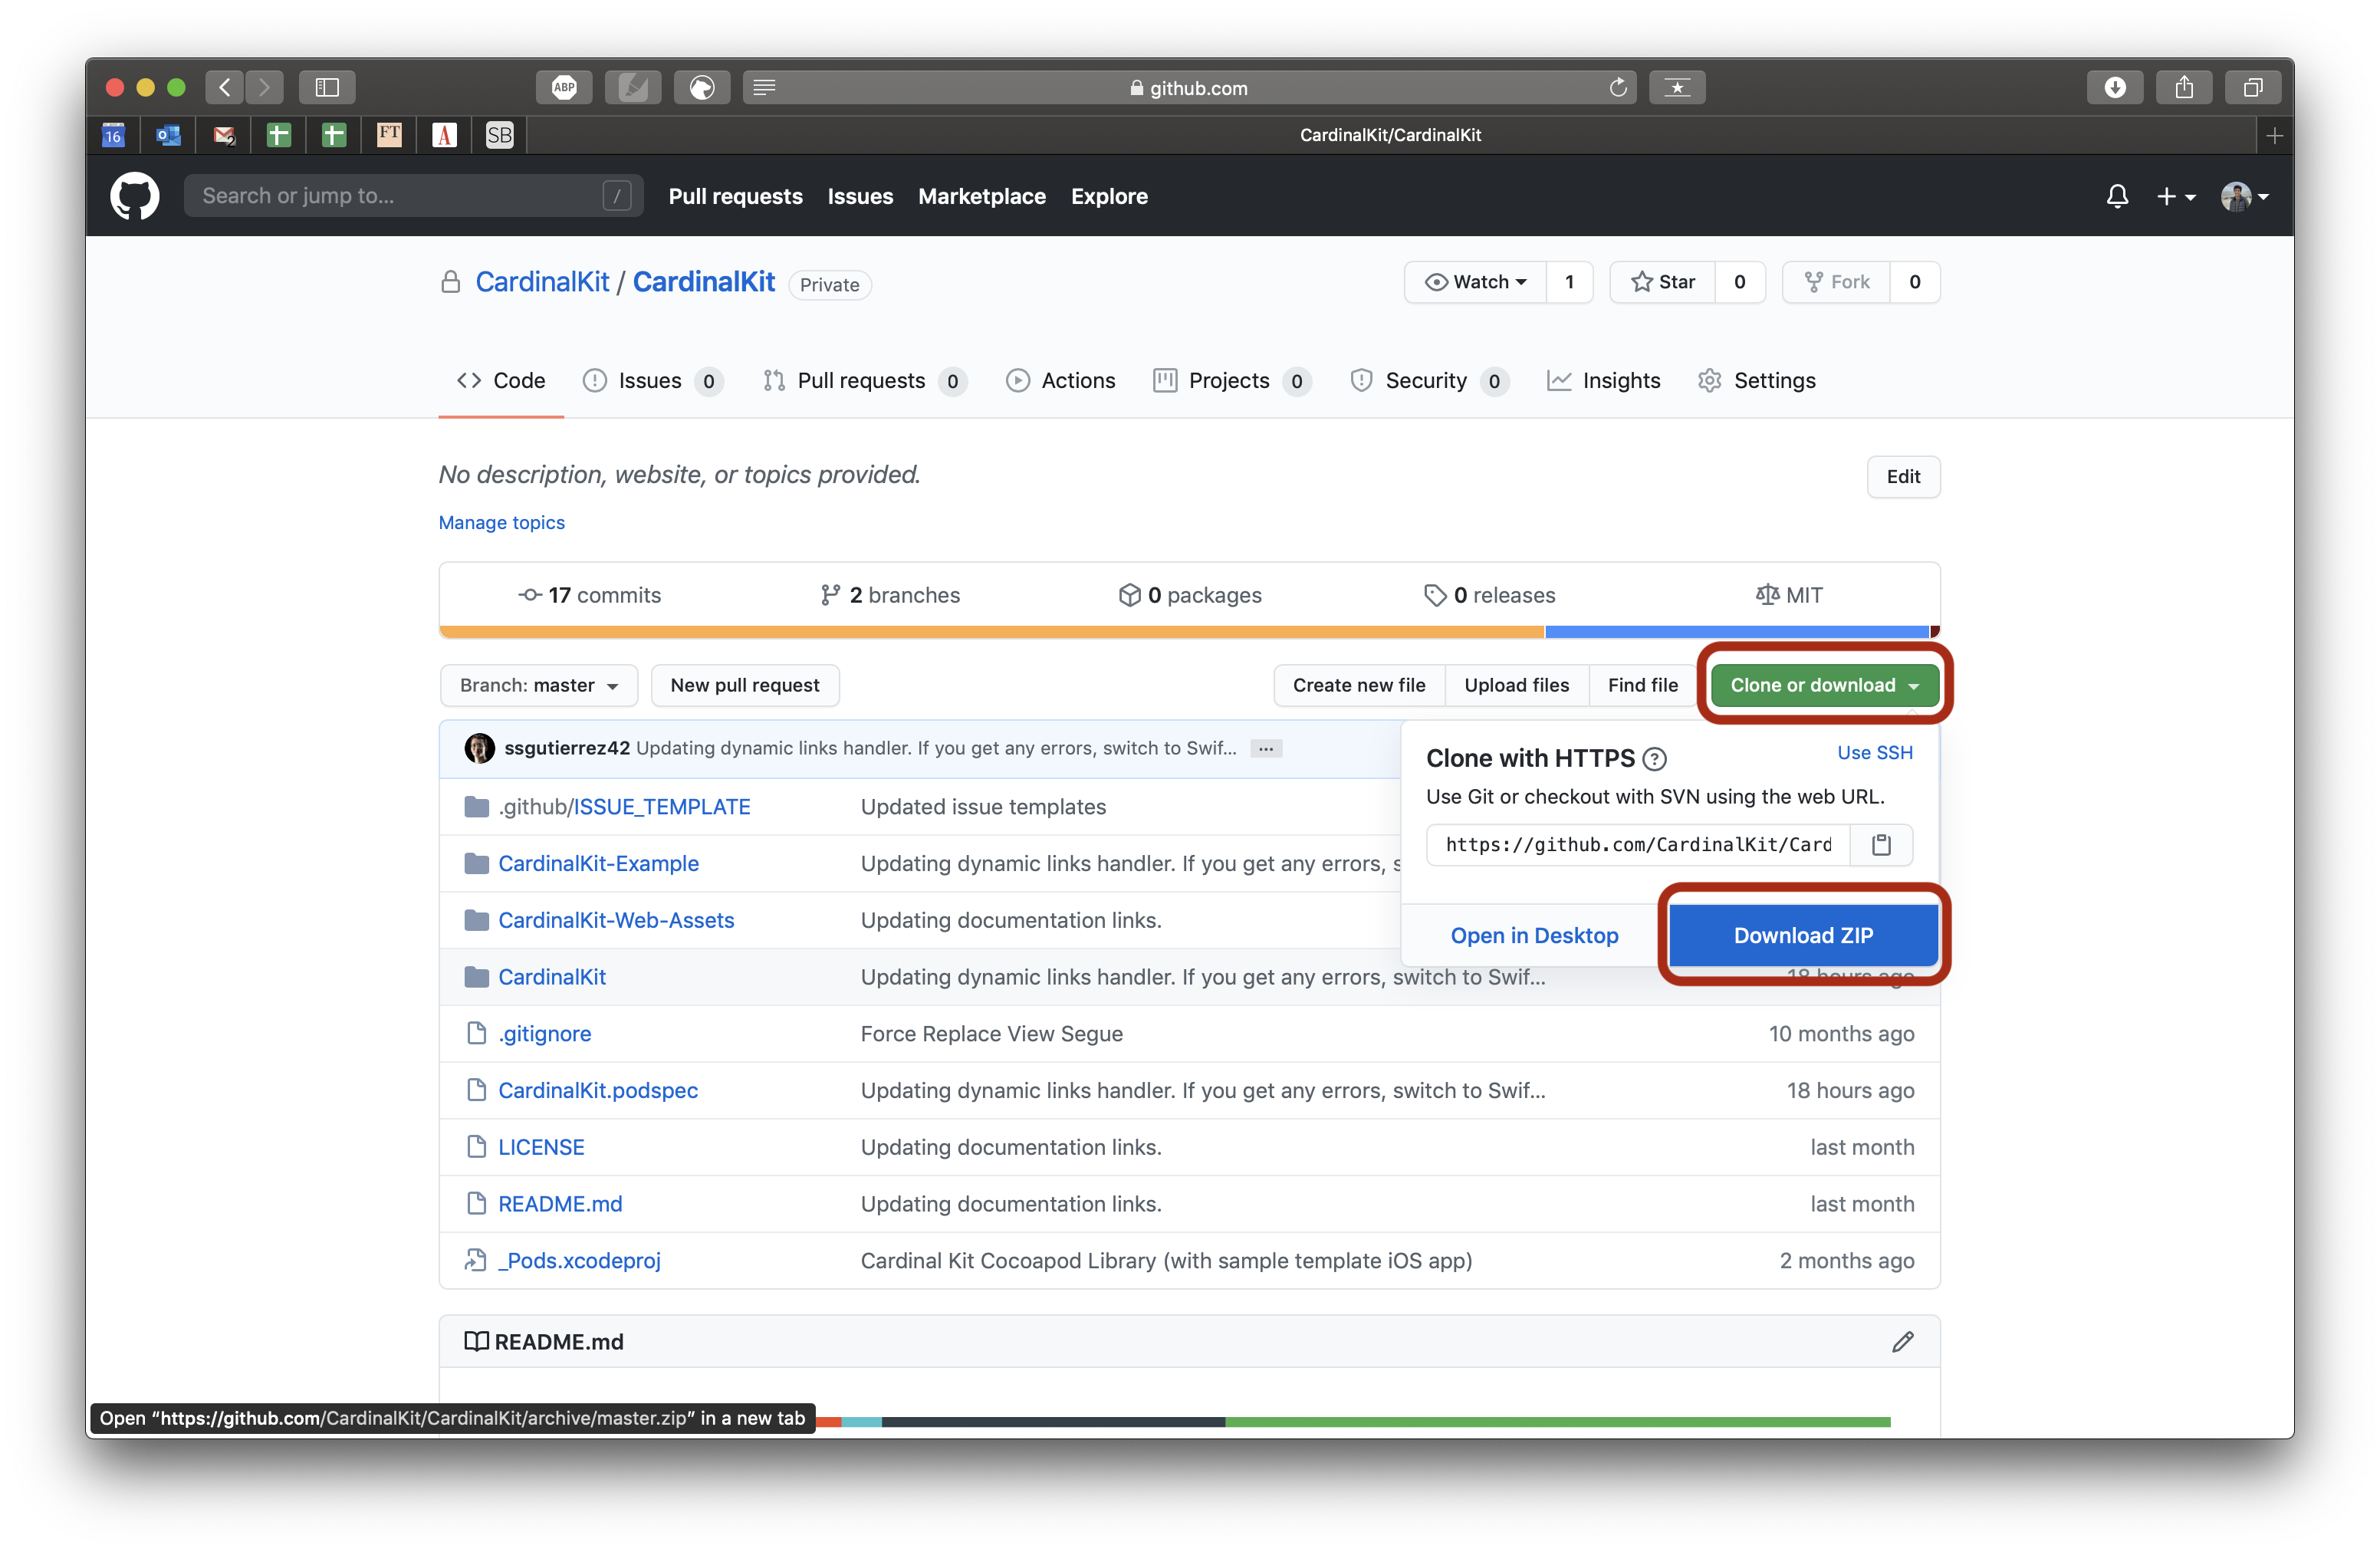 ABP
github.com
16
2
FT
A
SB
CardinalKit/CardinalKit
Search or jump to...
/
Pull requests
Issues
Marketplace
Explore
CardinalKit / CardinalKit
Private
Watch
1
Star
0
Fork
0
Code
Issues
0
Pull requests
0
Actions
Projects
0
Security
0
Insights
Settings
No description, website, or topics provided.
Edit
Manage topics
17 commits
2 branches
0 packages
0 releases
MIT
Branch: master
New pull request
Create new file
Upload files
Find file
Clone or download
ssgutierrez42 Updating dynamic links handler. If you get any errors, switch to Swif...
...
Clone with HTTPS
?
Use SSH
Use Git or checkout with SVN using the web URL.
https://github.com/CardinalKit/Card
Open in Desktop
Download ZIP
.github/ISSUE_TEMPLATE
Updated issue templates
CardinalKit-Example
Updating dynamic links handler. If you get any errors, s
CardinalKit-Web-Assets
Updating documentation links.
CardinalKit
Updating dynamic links handler. If you get any errors, switch to Swif...
18 hours ago
.gitignore
Force Replace View Segue
10 months ago
CardinalKit.podspec
Updating dynamic links handler. If you get any errors, switch to Swif...
18 hours ago
LICENSE
Updating documentation links.
last month
README.md
Updating documentation links.
last month
_Pods.xcodeproj
Cardinal Kit Cocoapod Library (with sample template iOS app)
2 months ago
README.md
Open “https://github.com/CardinalKit/CardinalKit/archive/master.zip” in a new tab